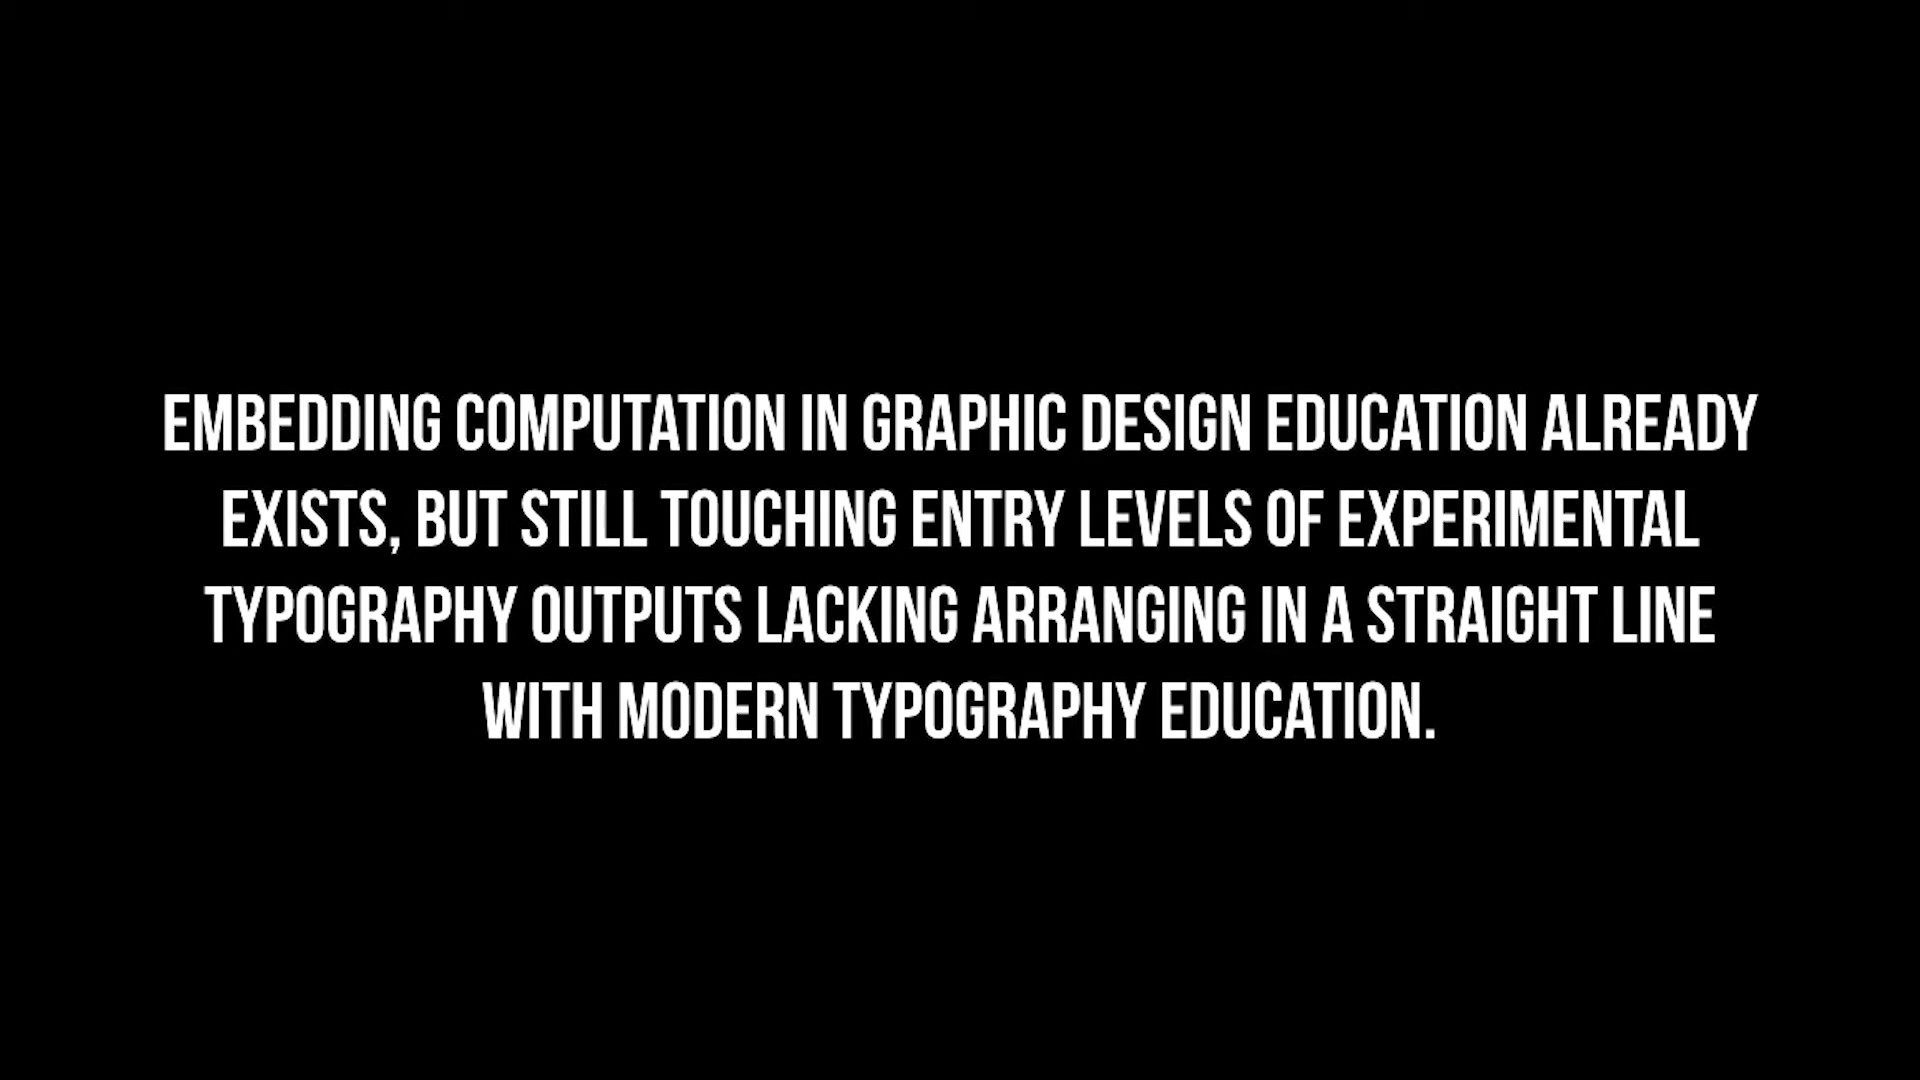 EMBEDDING COMPUTATION IN GRAPHIC DESIGN EDUCATION ALREADY
EXISTS, BUT STILL TOUCHING ENTRY LEVELS OF EXPERIMENTAL
TYPOGRAPHY OUTPUTS LACKING ARRANGING IN A STRAIGHT LINE
WITH MODERN TYPOGRAPHY EDUCATION.